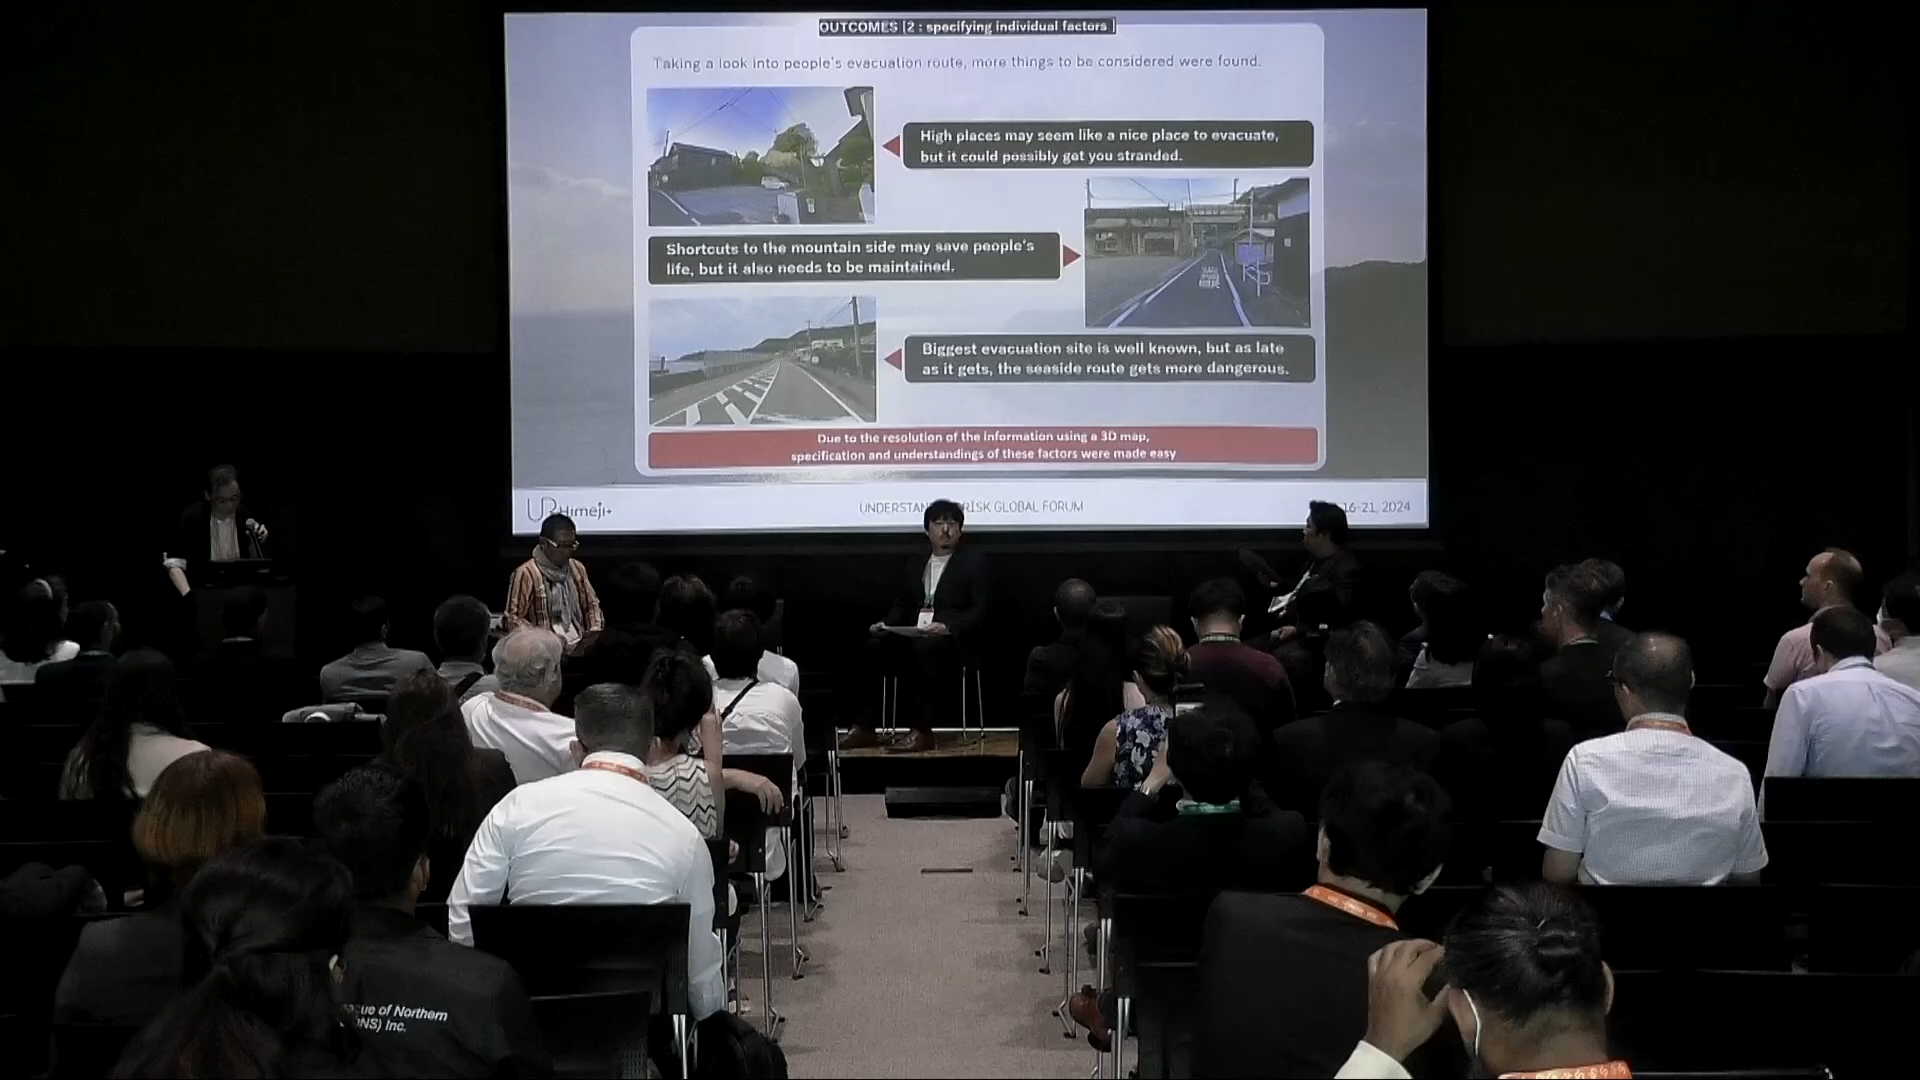 OUTCOMES [2 : specifying individual factors ]
Taking a look into people's evacuation route, more things to be considered were found.
High places may seem like a nice place to evacuate,
but it could possibly get you stranded.
Shortcuts to the mountain side may save people's
life, but it also needs to be maintained.
Biggest evacuation site is well known, but as late
as it gets, the seaside route gets more dangerous.
Due to the resolution of the information using a 3D map,
specification and understandings of these factors were made easy
UR Himeji+
UNDERSTAN RISK GLOBAL FORUM
16-21, 2024
ue of Northern
NS) Inc.